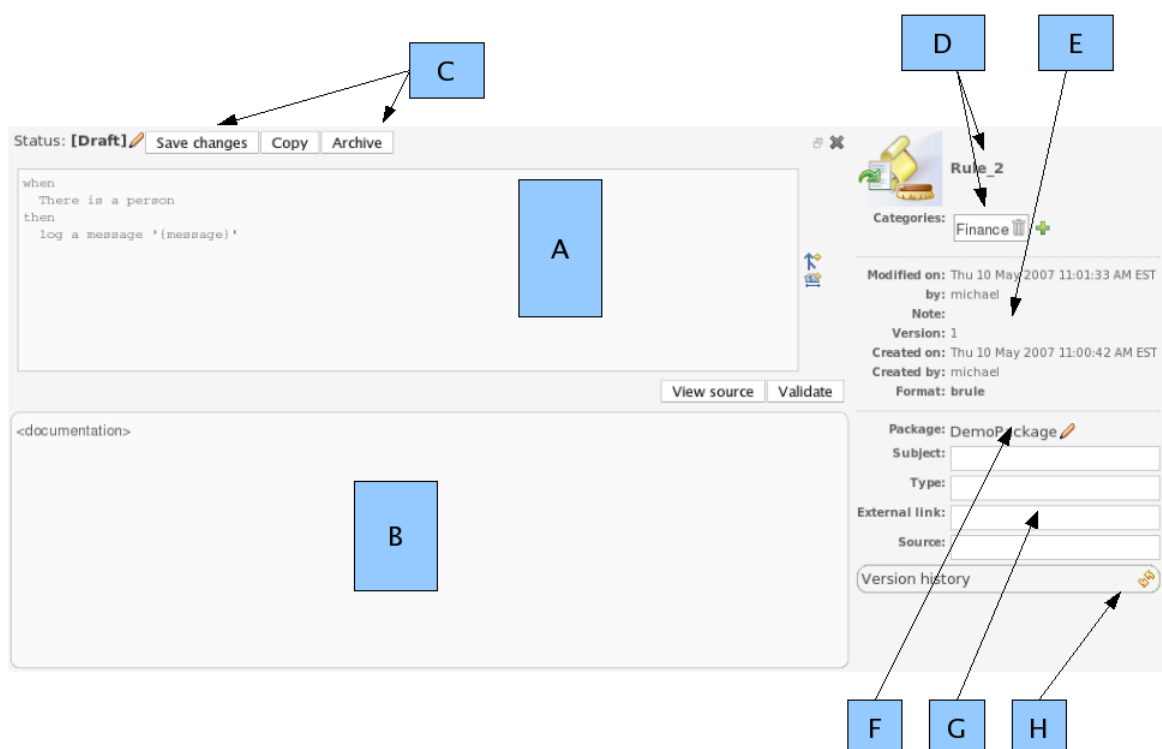 C
D
E
Status: [Draft] Save changes Copy Archive
when
There is a person
then
log a message '{message}'
A
View source Validate
<documentation>
B
Rule_2
Categories:
Finance
Modified on: Thu 10 May 2007 11:01:33 AM EST
by: michael
Note:
Version: 1
Created on: Thu 10 May 2007 11:00:42 AM EST
Created by: michael
Format: brule
Package: DemoPackage
Subject:
Type:
External link:
Source:
Version history
F
G
H